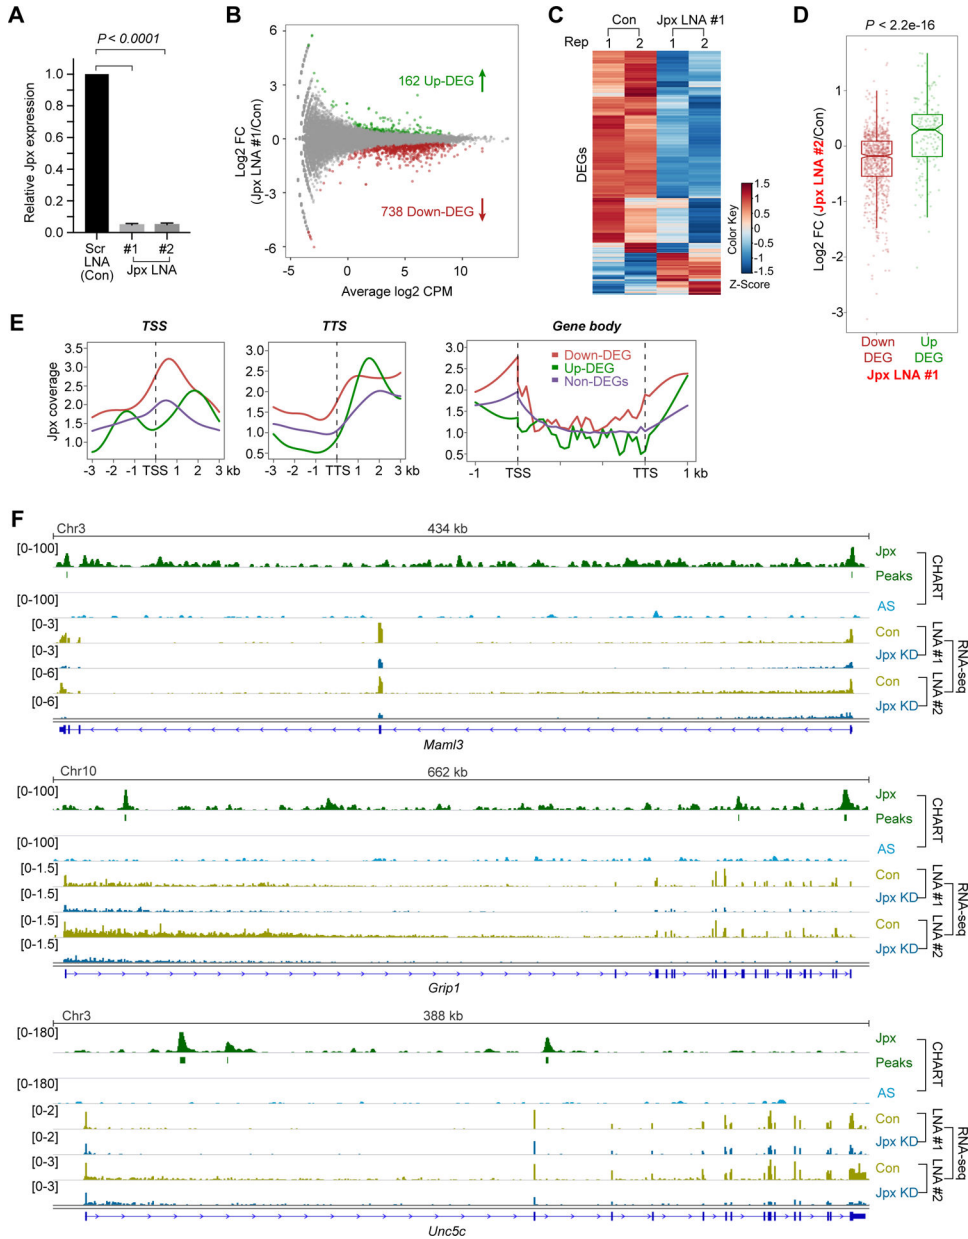 A
P < 0.0001
Relative Jpx expression
1.0
0.8
0.6
0.4
0.2
0.0
Scr
LNA
(Con)
#1 #2
Jpx LNA
B
Log2 FC
(Jpx LNA #1/Con)
6
3
0
-3
-6
162 Up-DEG
738 Down-DEG
-5 0 5 10
Average log2 CPM
C
Con Jpx LNA #1
Rep 1 2 1 2
DEGs
Color Key
1.5
1
0.5
0
-0.5
-1
-1.5
Z-Score
D
P < 2.2e-16
Log2 FC (Jpx LNA #2/Con)
1
0
-1
-2
-3
Down
DEG
Up
DEG
Jpx LNA #1
E
TSS
Jpx coverage
3.5
3.0
2.5
2.0
1.5
1.0
-3 -2 -1 TSS 1 2 3 kb
TTS
3.0
2.5
2.0
1.5
1.0
0.5
-3 -2 -1 TTS 1 2 3 kb
Gene body
Down-DEG
Up-DEG
Non-DEGs
3.0
2.5
2.0
1.5
1.0
0.5
-1 TSS TTS 1 kb
F
Chr3 434 kb
[0-100] Jpx
Peaks
[0-100] AS
CHART
[0-3] Con
[0-3] Jpx KD
LNA #1
[0-6] Con
[0-6] Jpx KD
LNA #2
RNA-seq
Maml3
Chr10 662 kb
[0-100] Jpx
Peaks
[0-100] AS
CHART
[0-1.5] Con
[0-1.5] Jpx KD
LNA #1
[0-1.5] Con
[0-1.5] Jpx KD
LNA #2
RNA-seq
Grip1
Chr3 388 kb
[0-180] Jpx
Peaks
[0-180] AS
CHART
[0-2] Con
[0-2] Jpx KD
LNA #1
[0-3] Con
[0-3] Jpx KD
LNA #2
RNA-seq
Unc5c